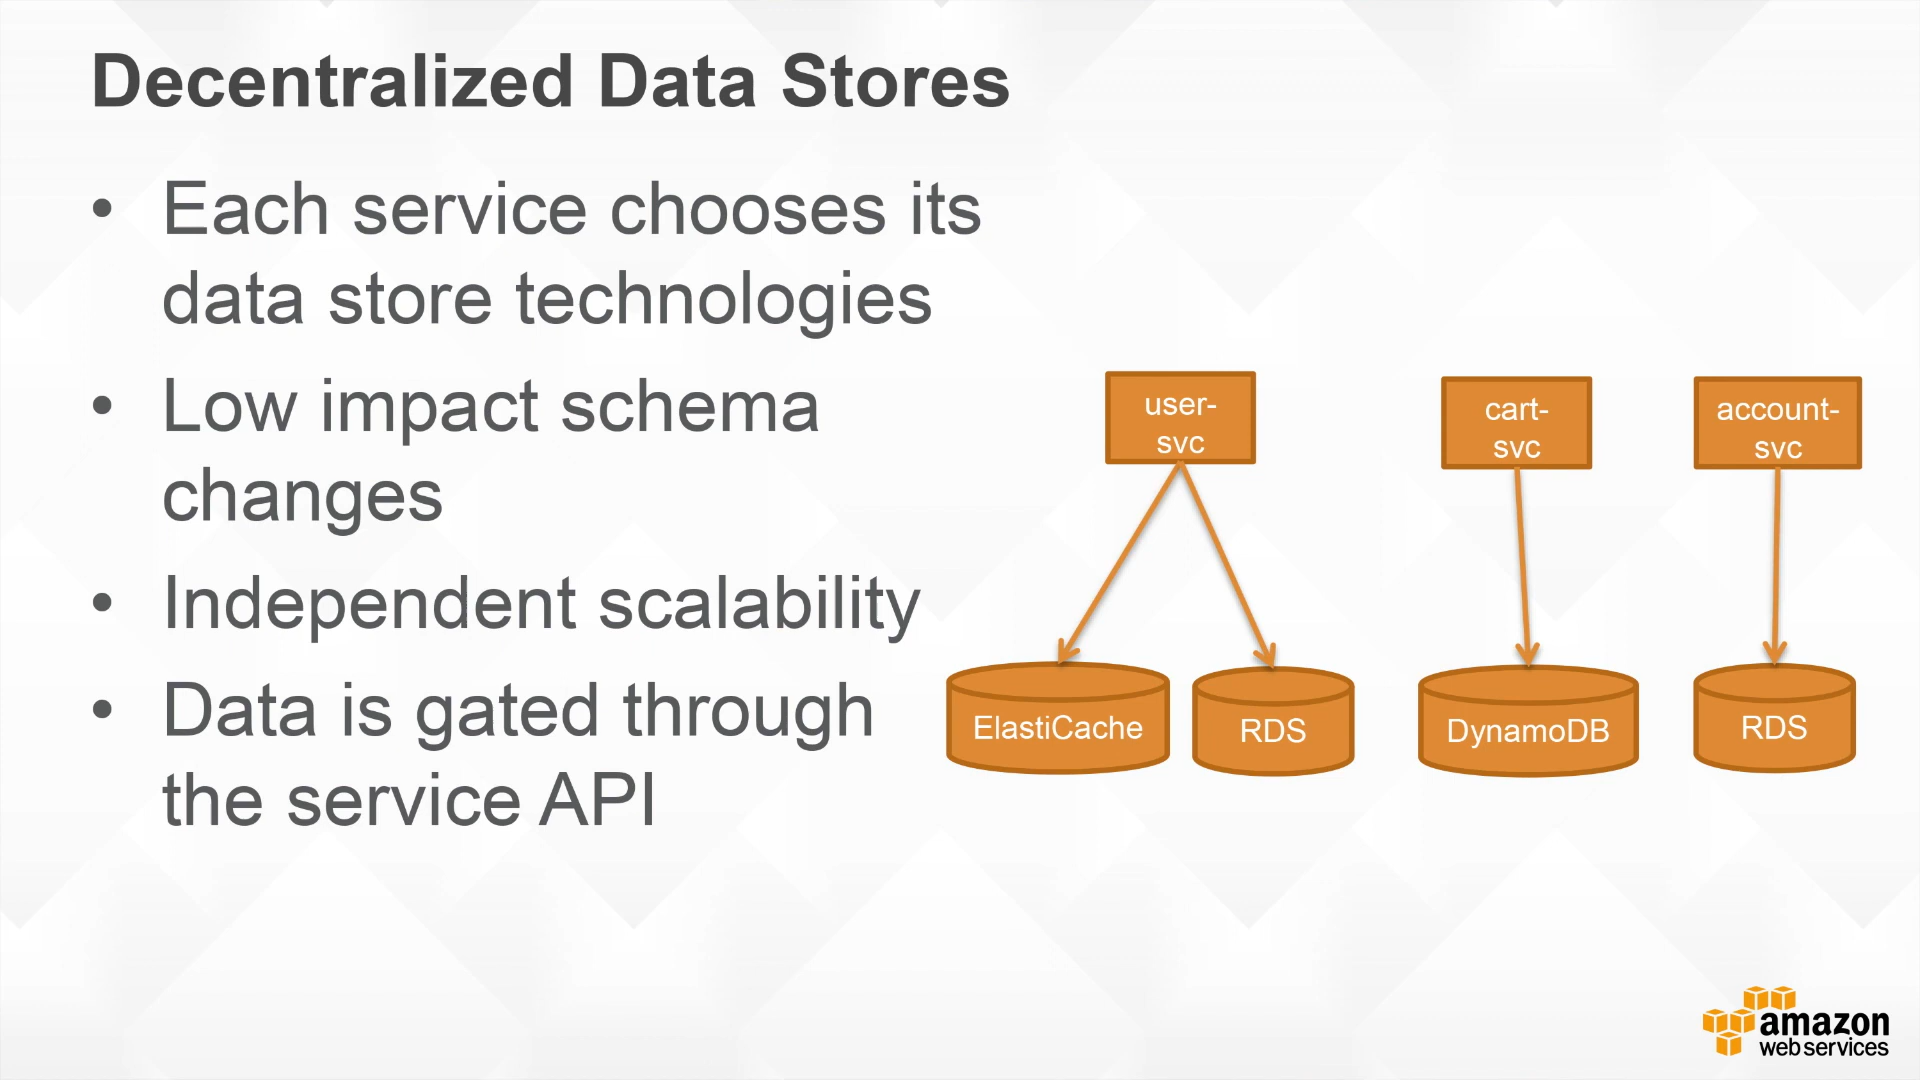 Decentralized Data Stores
• Each service chooses its
data store technologies
• Low impact schema
changes
• Independent scalability
• Data is gated through
the service API
user-
svc
cart-
svc
account-
svc
ElastiCache
RDS
DynamoDB
RDS
amazon
web services